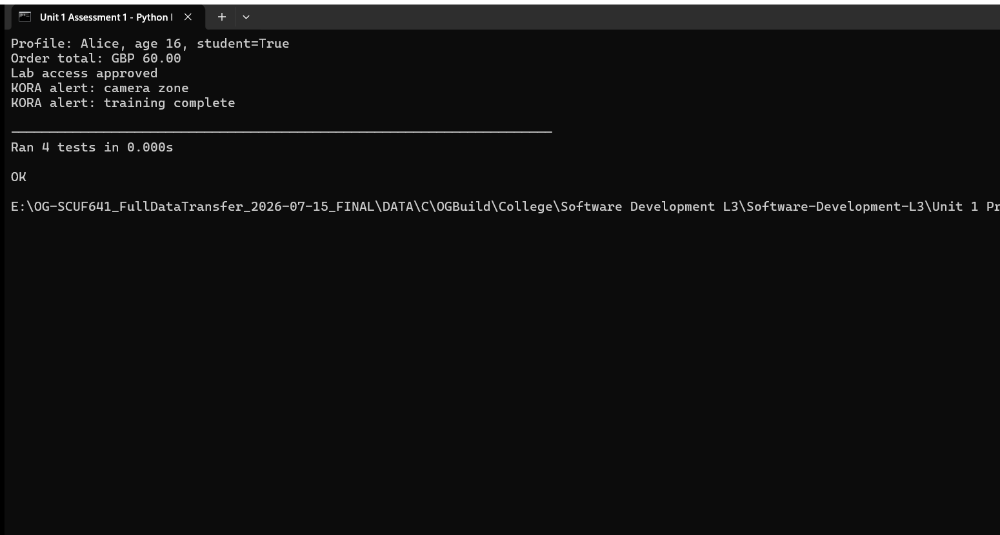 Unit 1 Assessment 1 - Python
Profile: Alice, age 16, student=True
Order total: GBP 60.00
Lab access approved
KORA alert: camera zone
KORA alert: training complete
----------------------------------------------------------------------
Ran 4 tests in 0.000s
OK
E:\OG-SCUF641_FullDataTransfer_2026-07-15_FINAL\DATA\C\OGBuild\College\Software Development L3\Software-Development-L3\Unit 1 Pr